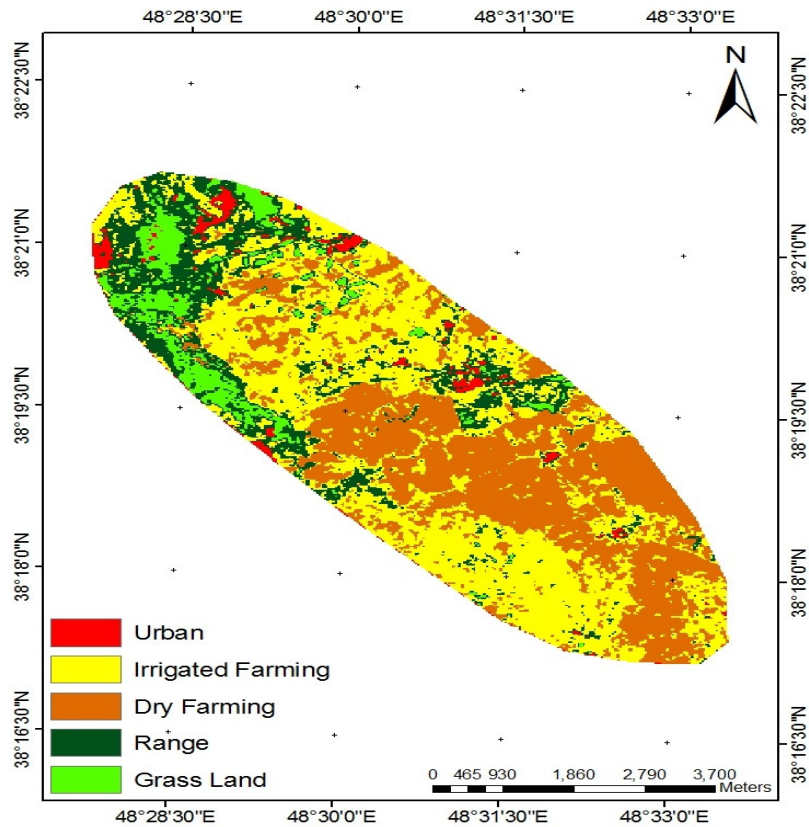 48°28'30"E 48°30'0"E 48°31'30"E 48°33'0"E
N
38°22'30"N 38°22'30"N
38°21'0"N 38°21'0"N
38°19'30"N 38°19'30"N
38°18'0"N 38°18'0"N
38°16'30"N 38°16'30"N
Urban
Irrigated Farming
Dry Farming
Range
Grass Land
0 465 930 1,860 2,790 3,700
Meters
48°28'30"E 48°30'0"E 48°31'30"E 48°33'0"E